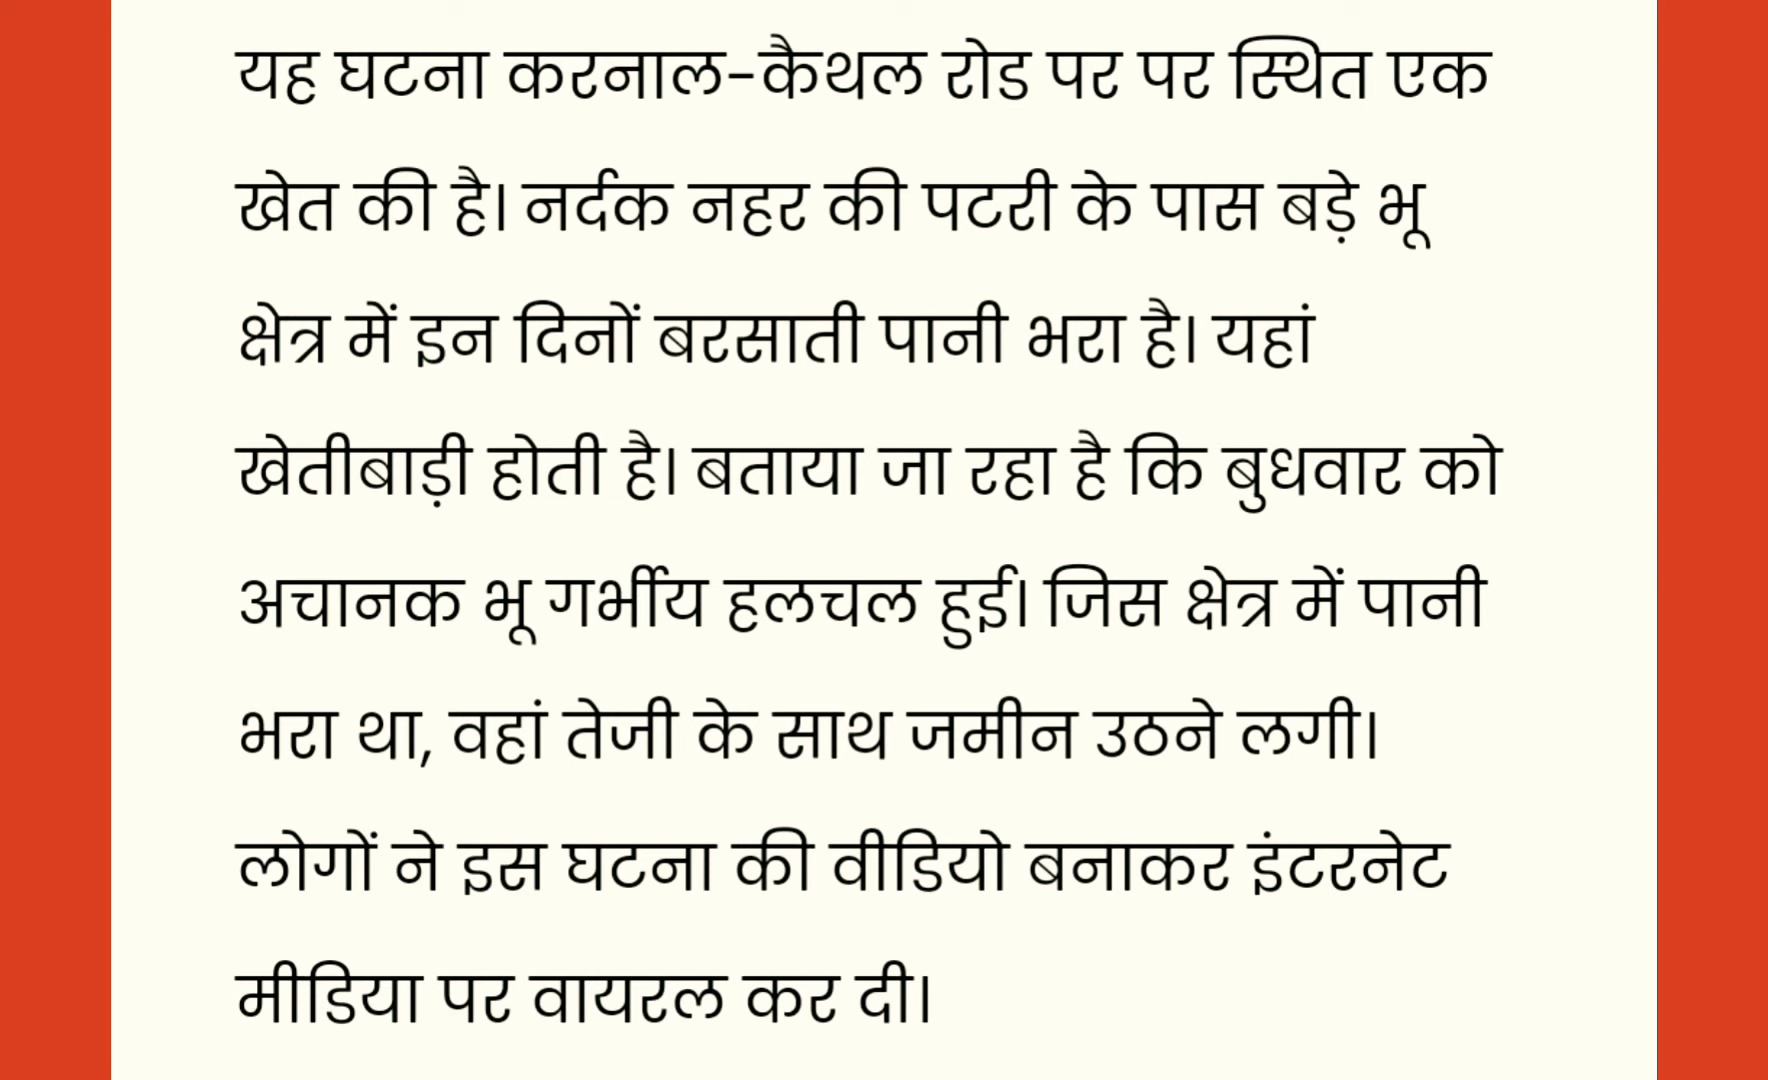 यह घटना करनाल-कैथल रोड पर पर स्थित एक
खेत की है। नर्दक नहर की पटरी के पास बड़े भू
क्षेत्र में इन दिनों बरसाती पानी भरा है। यहां
खेतीबाड़ी होती है। बताया जा रहा है कि बुधवार को
अचानक भू गर्भीय हलचल हुई। जिस क्षेत्र में पानी
भरा था, वहां तेजी के साथ जमीन उठने लगी।
लोगों ने इस घटना की वीडियो बनाकर इंटरनेट
मीडिया पर वायरल कर दी।